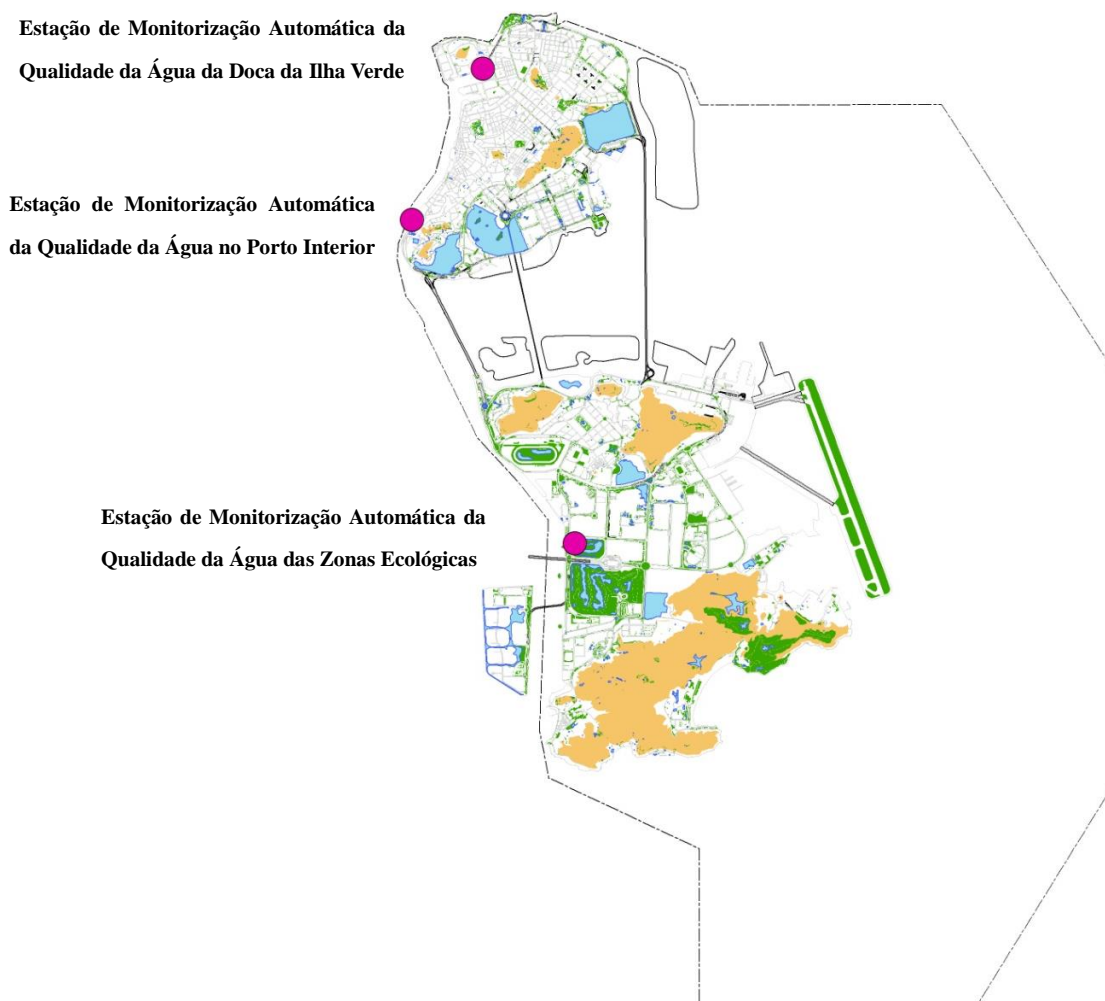 Estação de Monitorização Automática da
Qualidade da Água da Doca da Ilha Verde
Estação de Monitorização Automática
da Qualidade da Água no Porto Interior
Estação de Monitorização Automática da
Qualidade da Água das Zonas Ecológicas